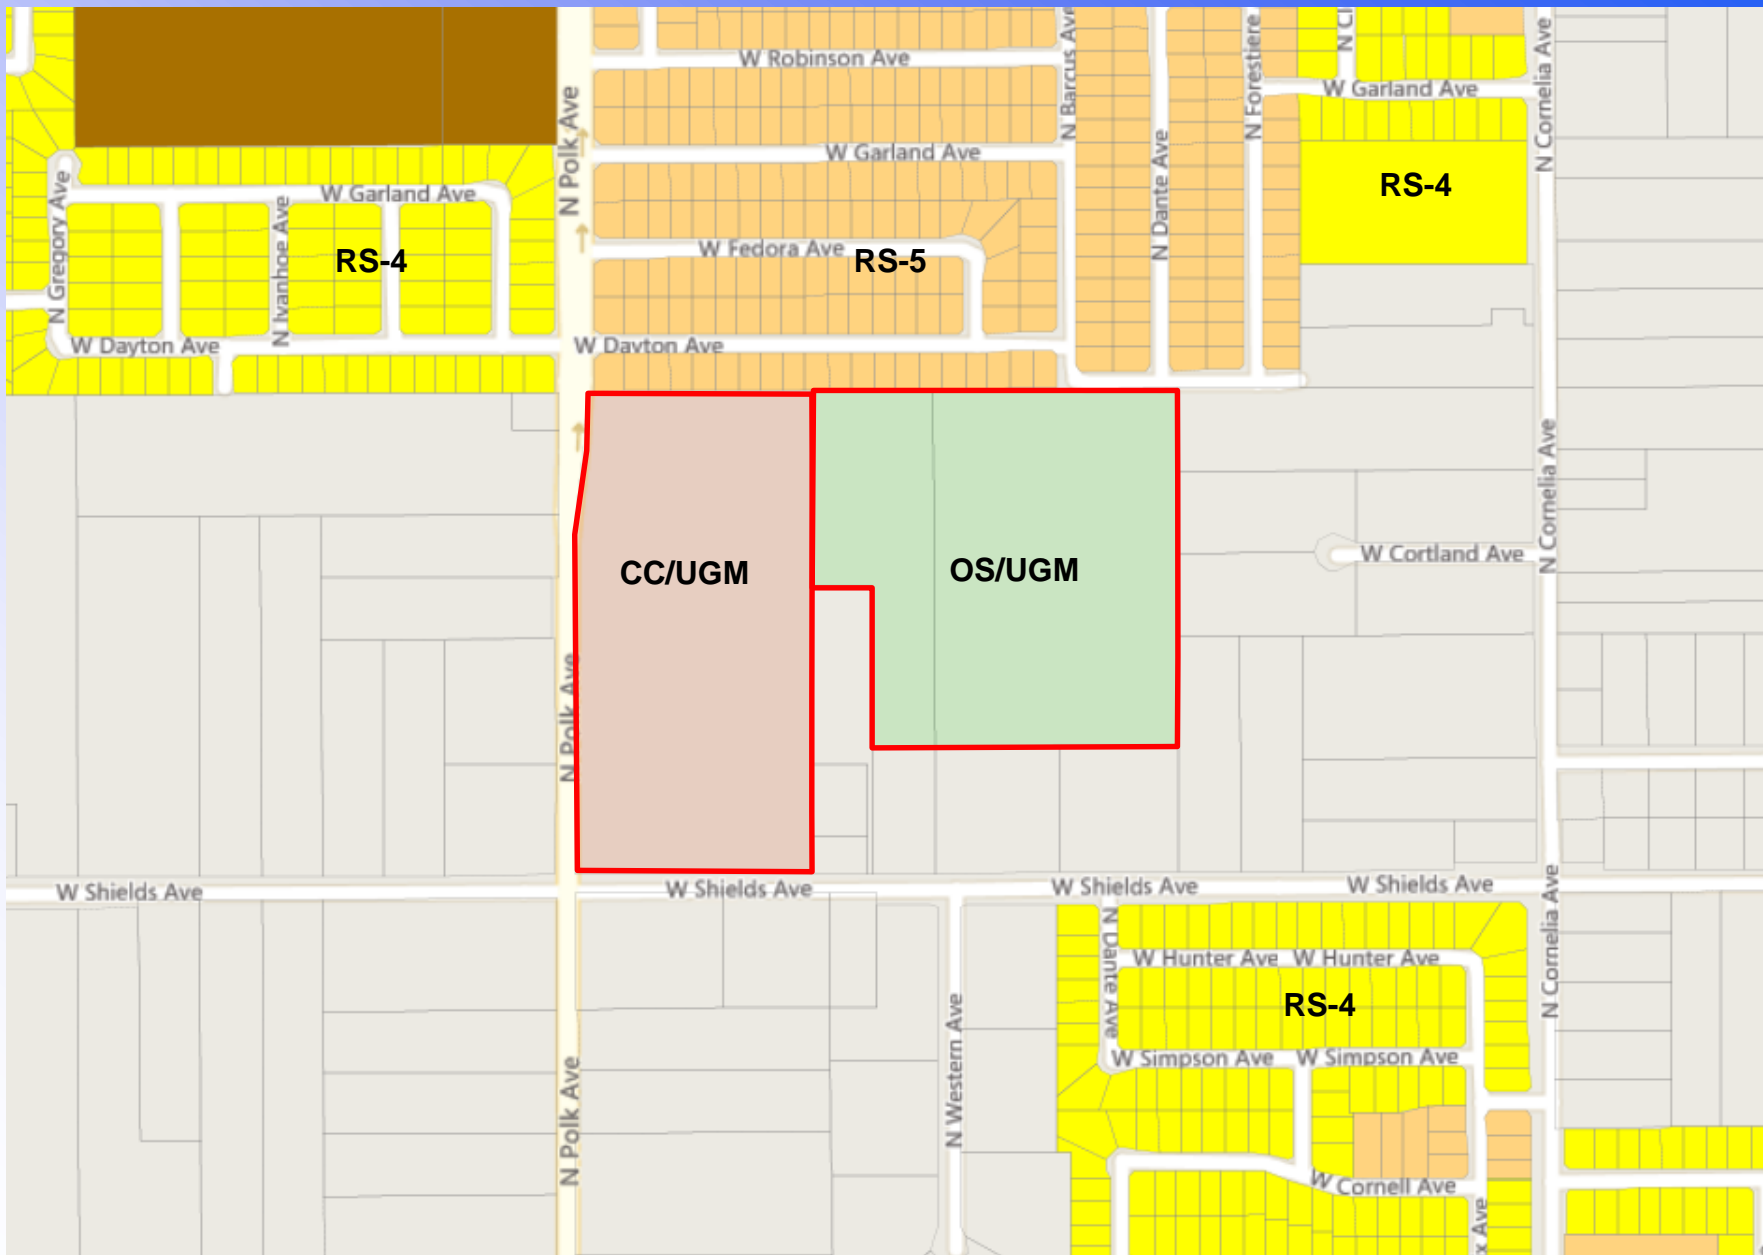 W Robinson Ave
N Barcus Ave
N Forestiere
N Cornelia Ave
W Garland Ave
N Polk Ave
W Garland Ave
N Dante Ave
RS-4
N Gregory Ave
W Garland Ave
N Ivanhoe Ave
RS-4
W Fedora Ave
RS-5
W Dayton Ave
W Dayton Ave
N Cornelia Ave
W Cortland Ave
CC/UGM
OS/UGM
N Polk Ave
W Shields Ave
W Shields Ave
W Shields Ave
W Shields Ave
N Cornelia Ave
N Dante Ave
W Hunter Ave
W Hunter Ave
RS-4
N Western Ave
W Simpson Ave
W Simpson Ave
N Polk Ave
W Cornell Ave
x Ave